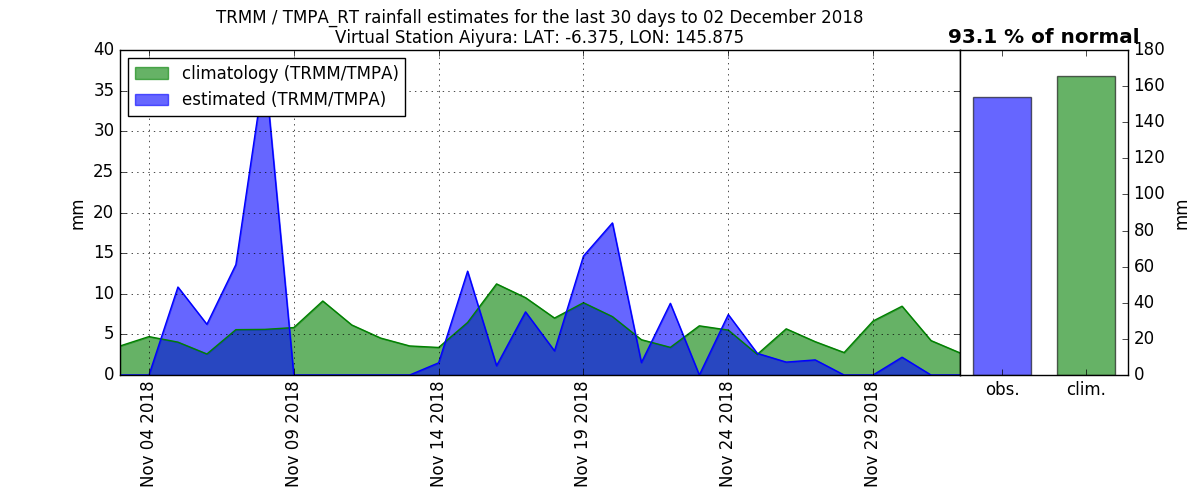 TRMM / TMPA_RT rainfall estimates for the last 30 days to 02 December 2018
Virtual Station Aiyura: LAT: -6.375, LON: 145.875
93.1 % of normal
climatology (TRMM/TMPA)
estimated (TRMM/TMPA)
40
35
30
25
20
15
10
5
0
mm
180
160
140
120
100
80
60
40
20
0
mm
Nov 04 2018
Nov 09 2018
Nov 14 2018
Nov 19 2018
Nov 24 2018
Nov 29 2018
obs.
clim.